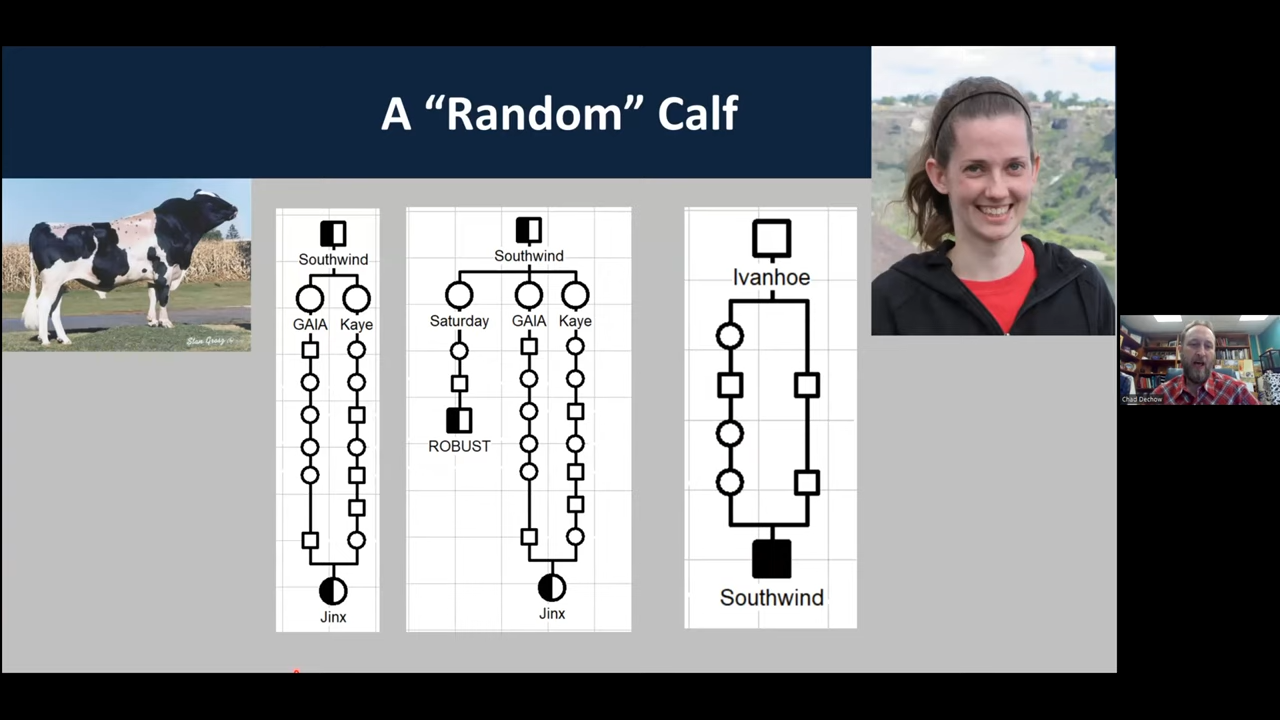 A “Random” Calf
Southwind
GAIA Kaye
Jinx
Southwind
Saturday GAIA Kaye
ROBUST
Jinx
Ivanhoe
Southwind
Chad Dechow